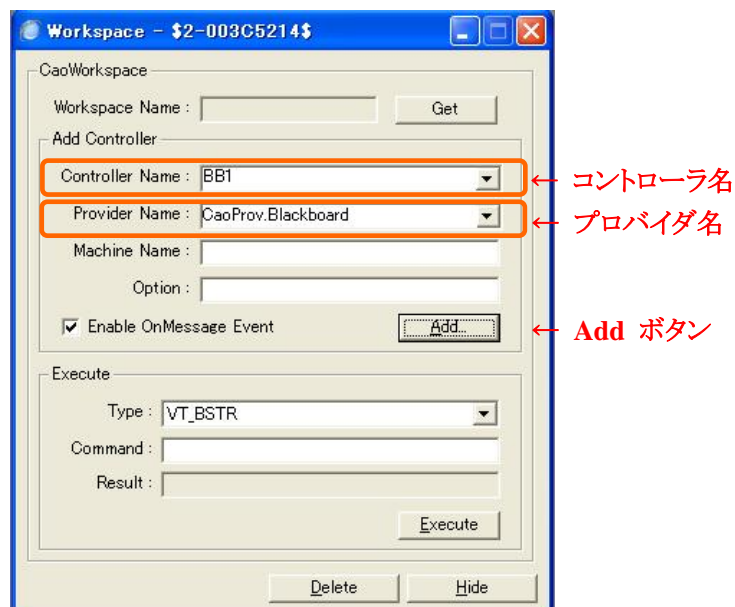 Workspace - $2-003C5214$
CaoWorkspace
Workspace Name :
Get
Add Controller
Controller Name : BB1
← コントローラ名
Provider Name : CaoProv.Blackboard
← プロバイダ名
Machine Name :
Option :
Enable OnMessage Event
Add...
← Add ボタン
Execute
Type : VT_BSTR
Command :
Result :
Execute
Delete
Hide